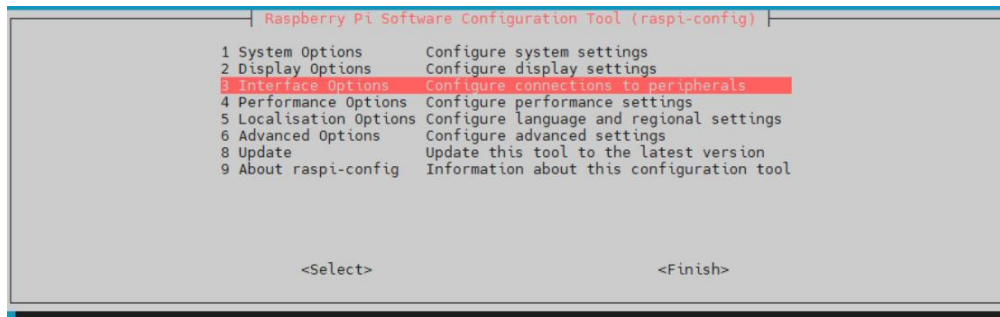 Raspberry Pi Software Configuration Tool (raspi-config)
1 System Options Configure system settings
2 Display Options Configure display settings
3 Interface Options Configure connections to peripherals
4 Performance Options Configure performance settings
5 Localisation Options Configure language and regional settings
6 Advanced Options Configure advanced settings
8 Update Update this tool to the latest version
9 About raspi-config Information about this configuration tool
<Select> <Finish>